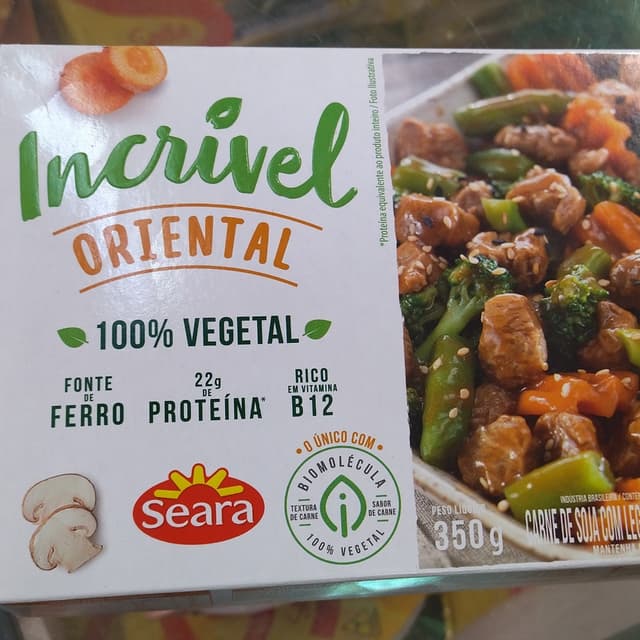 Incrível
ORIENTAL
100% VEGETAL
FONTE
DE
FERRO
22g
DE
PROTEÍNA*
RICO
EM VITAMINA
B12
Seara
O ÚNICO COM
BIOMOLÉCULA
TEXTURA
DE CARNE
SABOR
DE CARNE
100% VEGETAL
*Proteína equivalente ao produto inteiro / Foto Ilustrativa
PESO LÍQUIDO
350g
INDÚSTRIA BRASILEIRA
CARNE DE SOJA COM